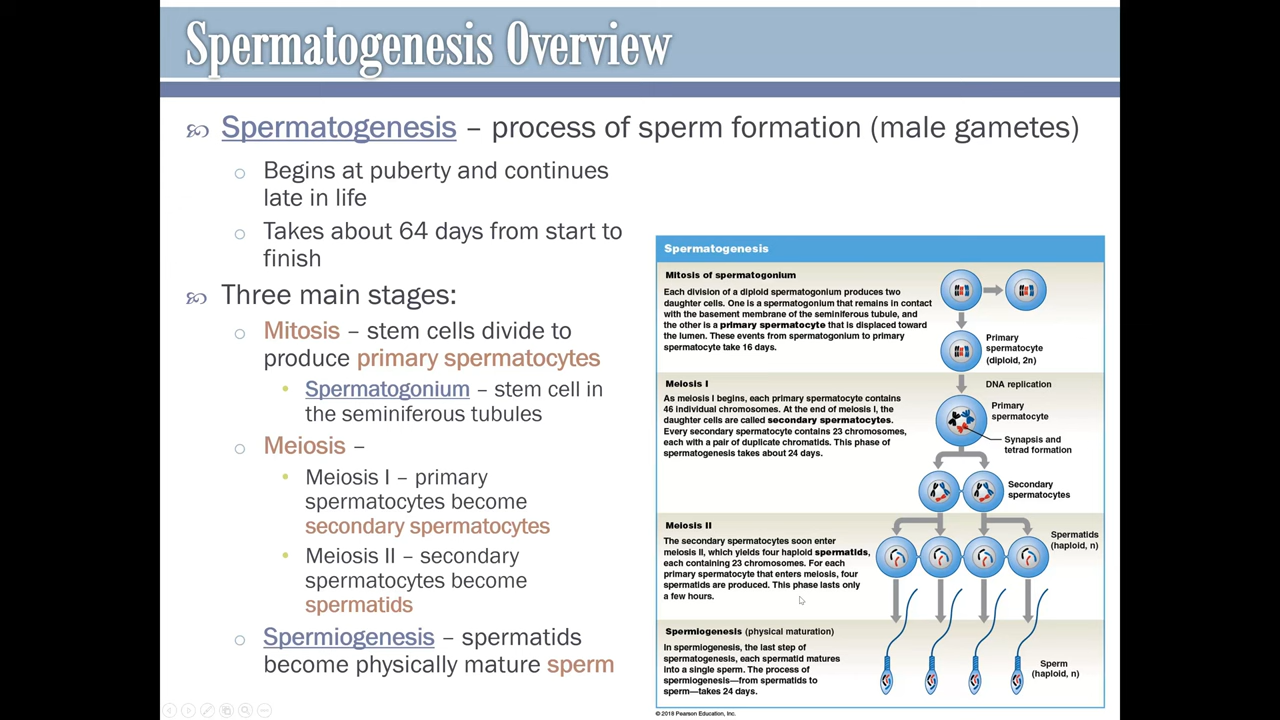 Spermatogenesis Overview
Spermatogenesis – process of sperm formation (male gametes)
Begins at puberty and continues
late in life
Takes about 64 days from start to
finish
Three main stages:
Mitosis – stem cells divide to
produce primary spermatocytes
Spermatogonium – stem cell in
the seminiferous tubules
Meiosis –
Meiosis I – primary
spermatocytes become
secondary spermatocytes
Meiosis II – secondary
spermatocytes become
spermatids
Spermiogenesis – spermatids
become physically mature sperm
Spermatogenesis
Mitosis of spermatogonium
Each division of a diploid spermatogonium produces two
daughter cells. One is a spermatogonium that remains in contact
with the basement membrane of the seminiferous tubule, and
the other is a primary spermatocyte that is displaced toward
the lumen. These events from spermatogonium to primary
spermatocyte take 16 days.
Primary
spermatocyte
(diploid, 2n)
Meiosis I
As meiosis I begins, each primary spermatocyte contains
46 individual chromosomes. At the end of meiosis I, the
daughter cells are called secondary spermatocytes.
Every secondary spermatocyte contains 23 chromosomes,
each with a pair of duplicate chromatids. This phase of
spermatogenesis takes about 24 days.
DNA replication
Primary
spermatocyte
Synapsis and
tetrad formation
Secondary
spermatocytes
Meiosis II
The secondary spermatocytes soon enter
meiosis II, which yields four haploid spermatids,
each containing 23 chromosomes. For each
primary spermatocyte that enters meiosis, four
spermatids are produced. This phase lasts only
a few hours.
Spermatids
(haploid, n)
Spermiogenesis (physical maturation)
In spermiogenesis, the last step of
spermatogenesis, each spermatid matures
into a single sperm. The process of
spermiogenesis—from spermatids to
sperm—takes 24 days.
Sperm
(haploid, n)
© 2018 Pearson Education, Inc.